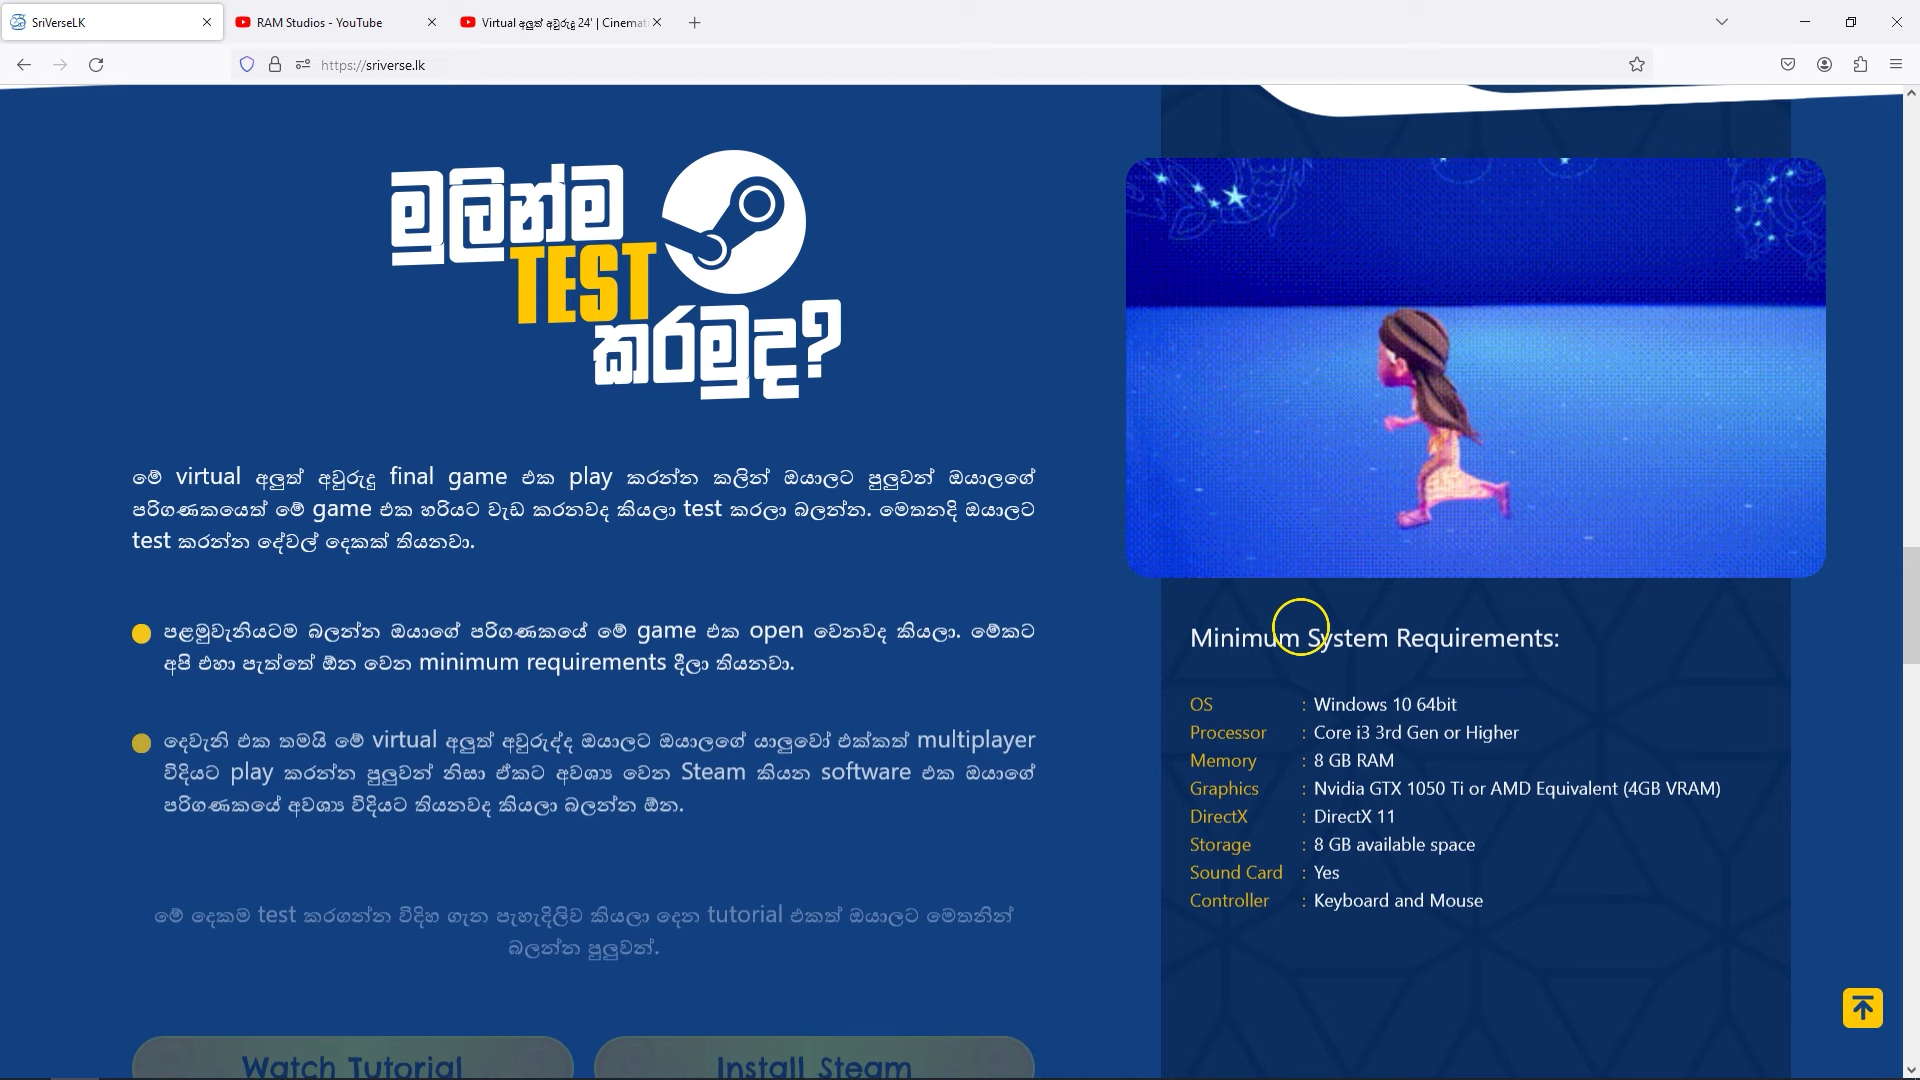 SriVerseLK
RAM Studios - YouTube
Virtual අලුත් අවුරුදු 24' | Cinemat
https://sriverse.lk
මුලින්ම
TEST
කරමුද?
මේ virtual අලුත් අවුරුදු final game එක play කරන්න කලින් ඔයාලට පුලුවන් ඔයාලගේ
පරිගණකයෙත් මේ game එක හරියට වැඩ කරනවද කියලා test කරලා බලන්න. මෙතනදි ඔයාලට
test කරන්න දේවල් දෙකක් තියනවා.
පළමුවැනියටම බලන්න ඔයාගේ පරිගණකයේ මේ game එක open වෙනවද කියලා. මේකට
අපි එහා පැත්තේ ඕන වෙන minimum requirements දීලා තියනවා.
දෙවැනි එක තමයි මේ virtual අලුත් අවුරුද්ද ඔයාලට ඔයාලගේ යාලුවෝ එක්කත් multiplayer
විදියට play කරන්න පුලුවන් නිසා ඒකට අවශ්‍ය වෙන Steam කියන software එක ඔයාගේ
පරිගණකයේ අවශ්‍ය විදියට තියනවද කියලා බලන්න ඕන.
මේ දෙකම test කරගන්න විදිහ ගැන පැහැදිලිව කියලා දෙන tutorial එකත් ඔයාලට මෙතනින්
බලන්න පුලුවන්.
Watch Tutorial
Install Steam
Minimum System Requirements:
OS : Windows 10 64bit
Processor : Core i3 3rd Gen or Higher
Memory : 8 GB RAM
Graphics : Nvidia GTX 1050 Ti or AMD Equivalent (4GB VRAM)
DirectX : DirectX 11
Storage : 8 GB available space
Sound Card : Yes
Controller : Keyboard and Mouse